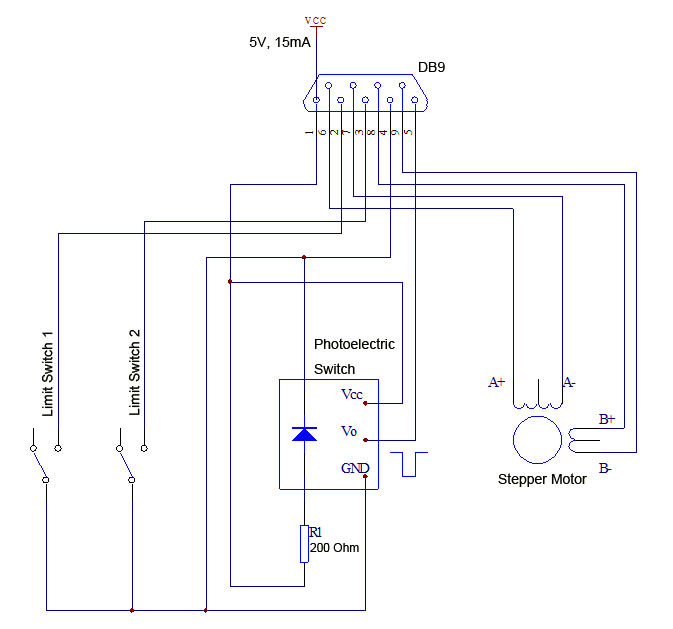 VCC
5V, 15mA
DB9
1 6 2 7 3 8 4 9 5
Limit Switch 1
Limit Switch 2
Photoelectric
Switch
Vcc
Vo
GND
R1
200 Ohm
A+
A-
B+
B-
Stepper Motor